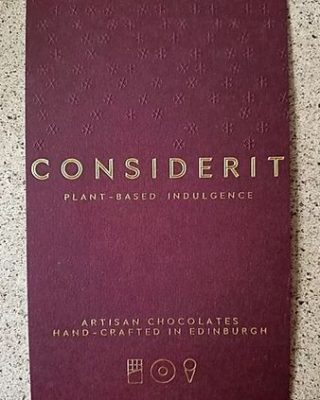 CONSIDERIT
PLANT-BASED INDULGENCE
ARTISAN CHOCOLATES
HAND-CRAFTED IN EDINBURGH